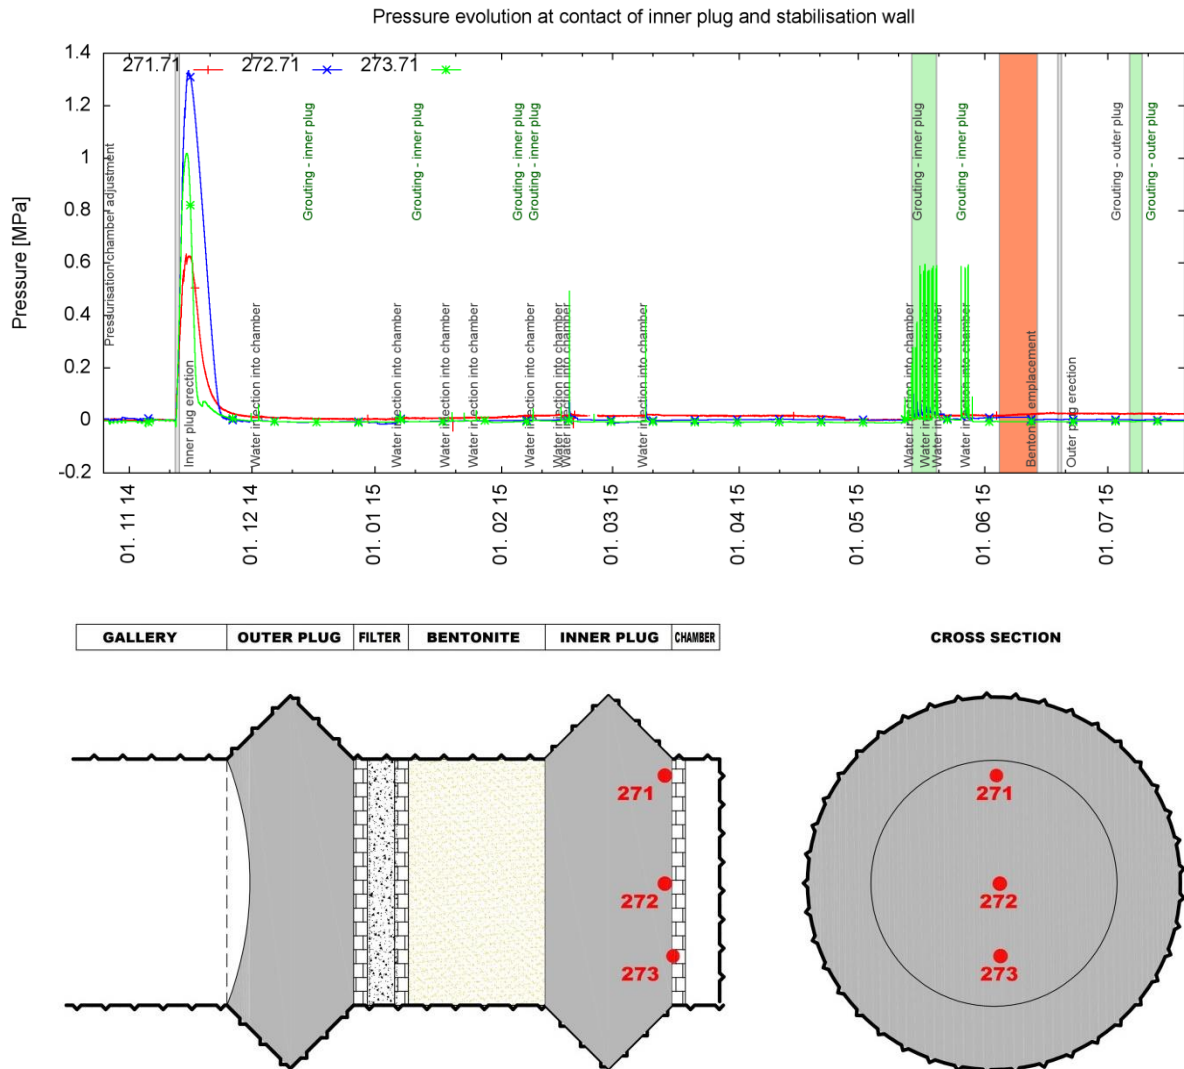 Pressure evolution at contact of inner plug and stabilisation wall
271.71
272.71
273.71
Pressure [MPa]
1.4
1.2
1
0.8
0.6
0.4
0.2
0
-0.2
Pressurisation chamber adjustment
Inner plug erection
Water injection into chamber
Grouting - inner plug
Water injection into chamber
Grouting - inner plug
Water injection into chamber
Water injection into chamber
Grouting - inner plug
Grouting - inner plug
Water injection into chamber
Water injection into chamber
Water injection into chamber
Water injection into chamber
Grouting - inner plug
Water injection into chamber
Water injection into chamber
Water injection into chamber
Grouting - inner plug
Water injection into chamber
Bentonite emplacement
Outer plug erection
Grouting - outer plug
Grouting - outer plug
01. 11 14
01. 12 14
01. 01 15
01. 02 15
01. 03 15
01. 04 15
01. 05 15
01. 06 15
01. 07 15
GALLERY
OUTER PLUG
FILTER
BENTONITE
INNER PLUG
CHAMBER
CROSS SECTION
271
272
273
271
272
273